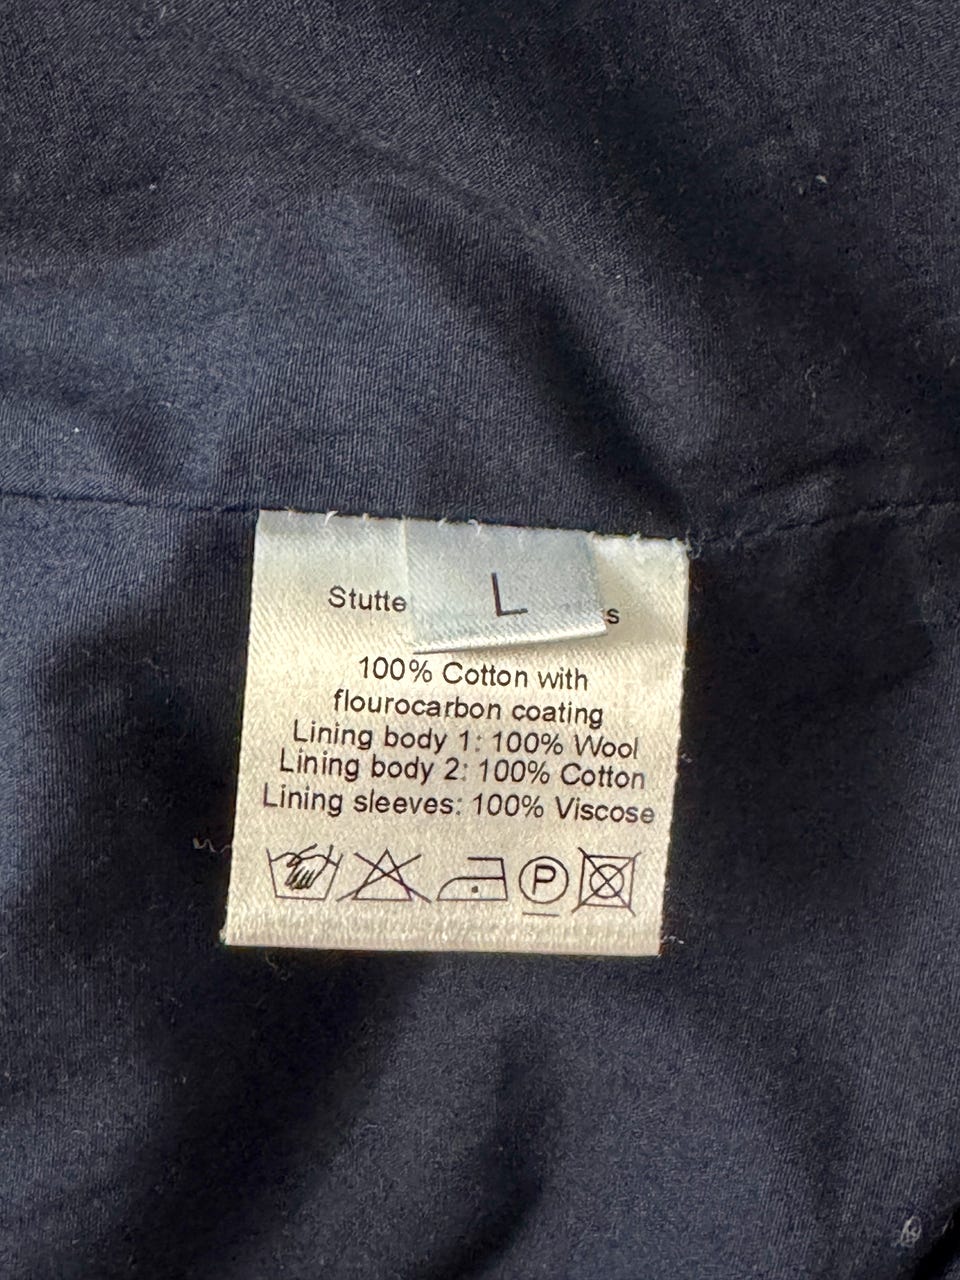 L
Stutte s
100% Cotton with
flourocarbon coating
Lining body 1: 100% Wool
Lining body 2: 100% Cotton
Lining sleeves: 100% Viscose
P